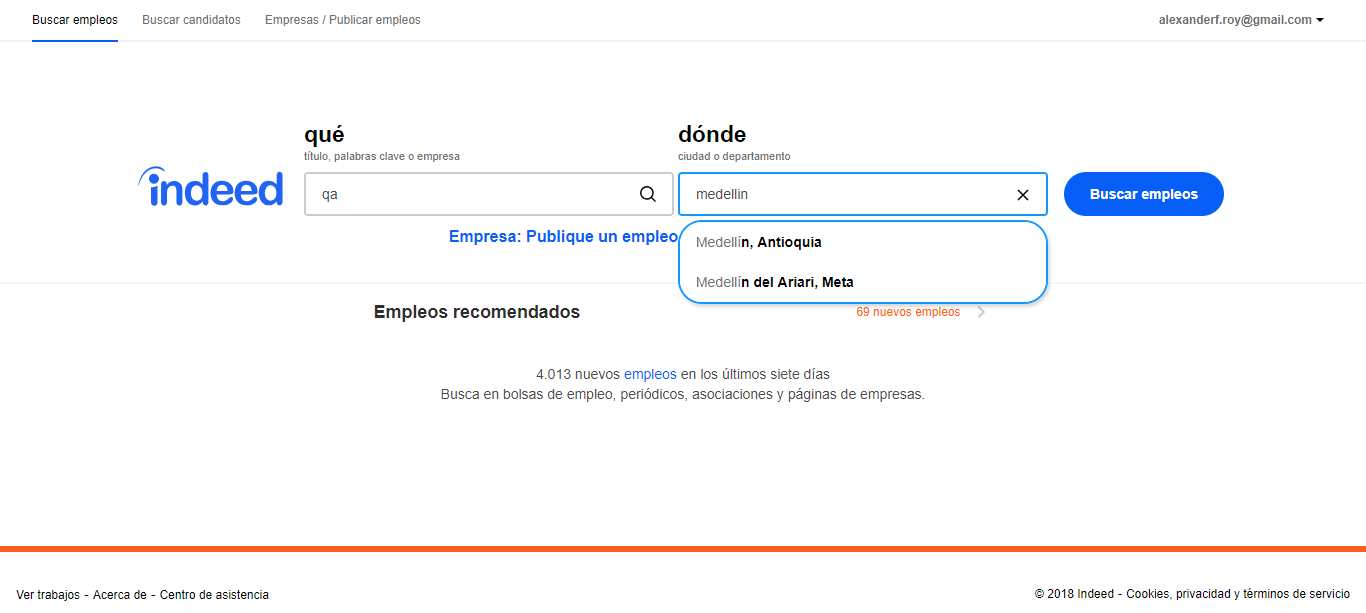 Buscar empleos Buscar candidatos Empresas / Publicar empleos alexanderf.roy@gmail.com
qué
título, palabras clave o empresa
dónde
ciudad o departamento
indeed
qa
medellin
Buscar empleos
Empresa: Publique un empleo
Medellín, Antioquia
Medellín del Ariari, Meta
Empleos recomendados
69 nuevos empleos
4.013 nuevos empleos en los últimos siete días
Busca en bolsas de empleo, periódicos, asociaciones y páginas de empresas.
Ver trabajos - Acerca de - Centro de asistencia
© 2018 Indeed - Cookies, privacidad y términos de servicio